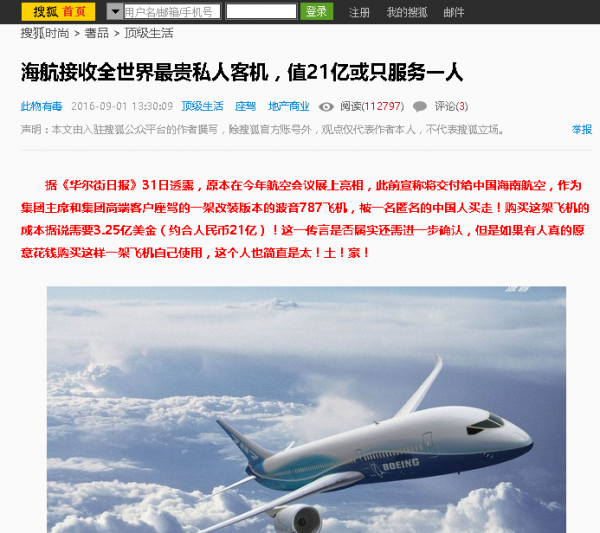 搜狐 首页 用户名/邮箱/手机号 登录 注册 我的搜狐 邮件
搜狐时尚 > 奢品 > 顶级生活
海航接收全世界最贵私人客机，值21亿或只服务一人
此物有毒 2016-09-01 13:30:09 顶级生活 座驾 地产商业 阅读(112797) 评论(3)
声明：本文由入驻搜狐公众平台的作者撰写，除搜狐官方账号外，观点仅代表作者本人，不代表搜狐立场。 举报
据《华尔街日报》31日透露，原本在今年航空会议展上亮相，此前宣称将交付给中国海南航空，作为
集团主席和集团高端客户座驾的一架改装版本的波音787飞机，被一名匿名的中国人买走！购买这架飞机的
成本据说需要3.25亿美金（约合人民币21亿）！这一传言是否属实还需进一步确认，但是如果有人真的愿
意花钱购买这样一架飞机自己使用，这个人也简直是太！土！豪！
BOEING